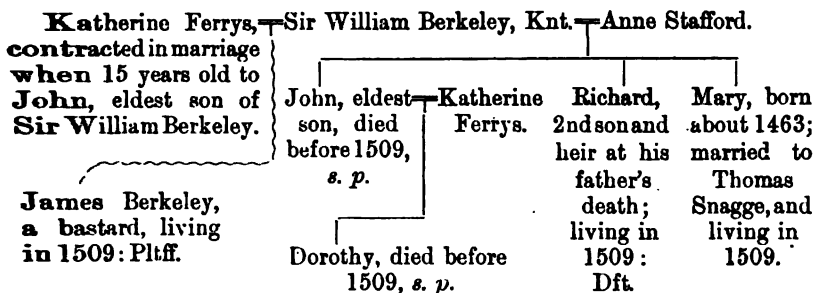 Katherine Ferrys,
contracted in marriage
when 15 years old to
John, eldest son of
Sir William Berkeley.
Sir William Berkeley, Knt.
Anne Stafford.
John, eldest
son, died
before 1509,
s. p.
Katherine
Ferrys.
Richard,
2nd son and
heir at his
father's
death;
living in
1509:
Dft.
Mary, born
about 1463;
married to
Thomas
Snagge, and
living in
1509.
James Berkeley,
a bastard, living
in 1509: Pltff.
Dorothy, died before
1509, s. p.